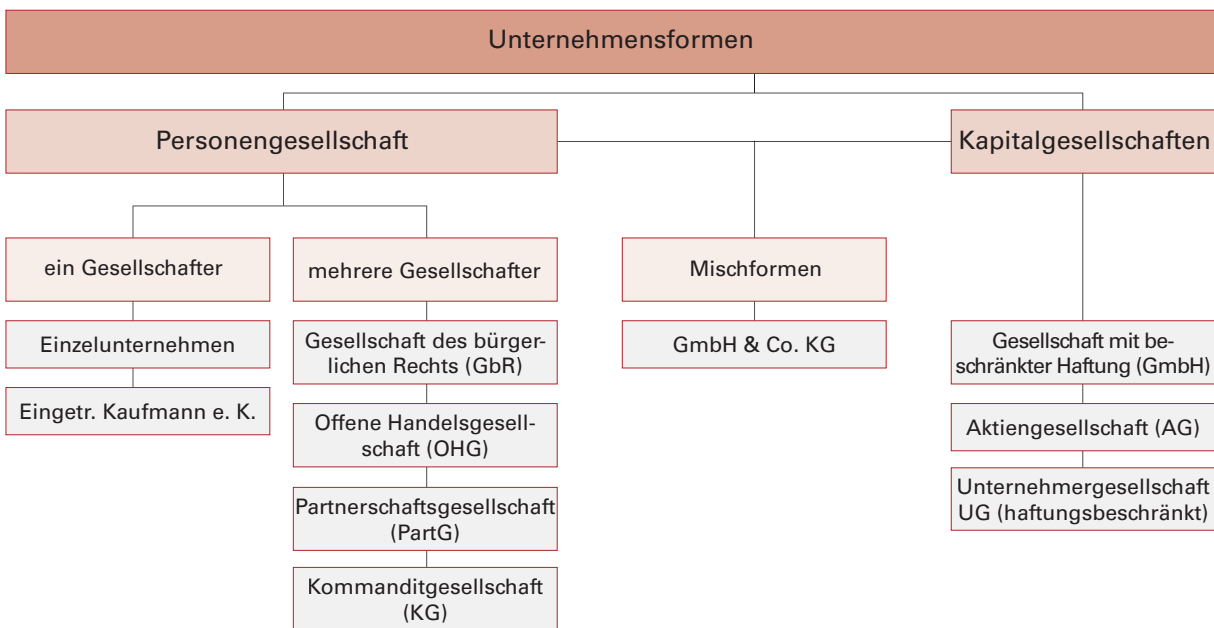 Unternehmensformen
Personengesellschaft
Kapitalgesellschaften
ein Gesellschafter
mehrere Gesellschafter
Mischformen
Einzelunternehmen
Eingetr. Kaufmann e. K.
Gesellschaft des bürger-
lichen Rechts (GbR)
Offene Handelsgesell-
schaft (OHG)
Partnerschaftsgesellschaft
(PartG)
Kommanditgesellschaft
(KG)
GmbH & Co. KG
Gesellschaft mit be-
schränkter Haftung (GmbH)
Aktiengesellschaft (AG)
Unternehmergesellschaft
UG (haftungsbeschränkt)